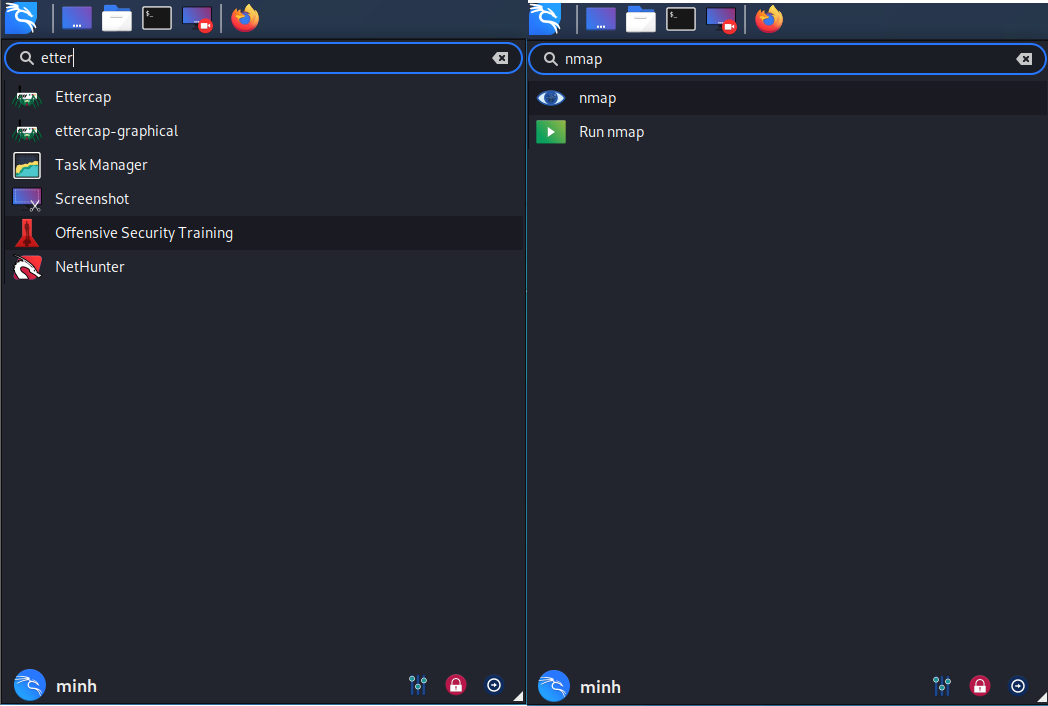 etter
Ettercap
ettercap-graphical
Task Manager
Screenshot
Offensive Security Training
NetHunter
minh
nmap
nmap
Run nmap
minh